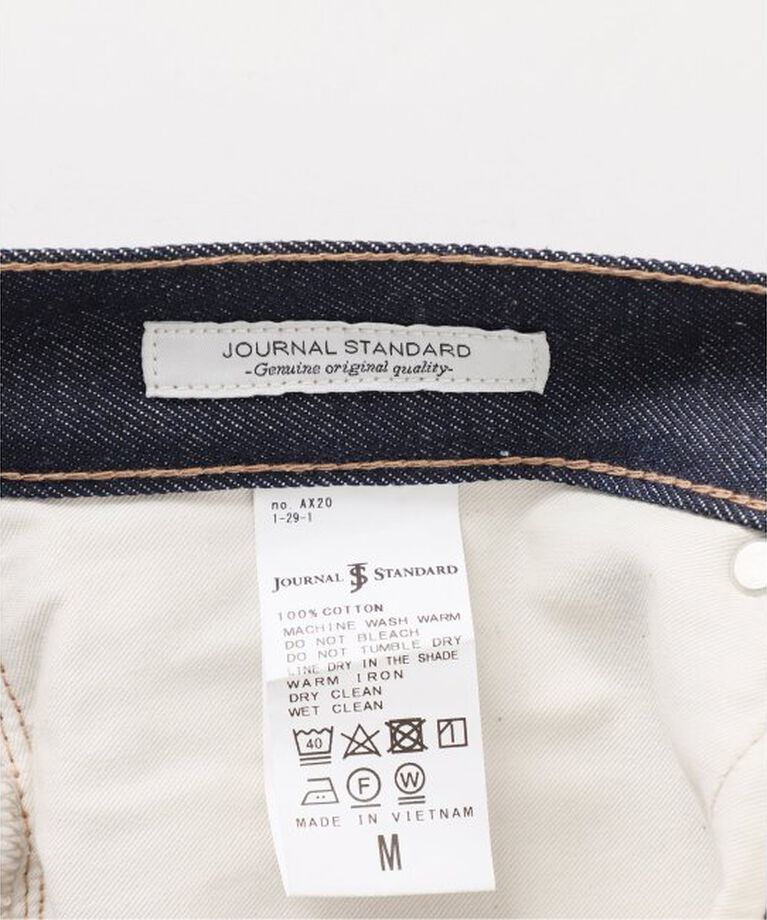 JOURNAL STANDARD
-Genuine original quality-
no. AX20
1-29-1
JOURNAL JS STANDARD
100% COTTON
MACHINE WASH WARM
DO NOT BLEACH
DO NOT TUMBLE DRY
LINE DRY IN THE SHADE
WARM IRON
DRY CLEAN
WET CLEAN
40
F W
MADE IN VIETNAM
M